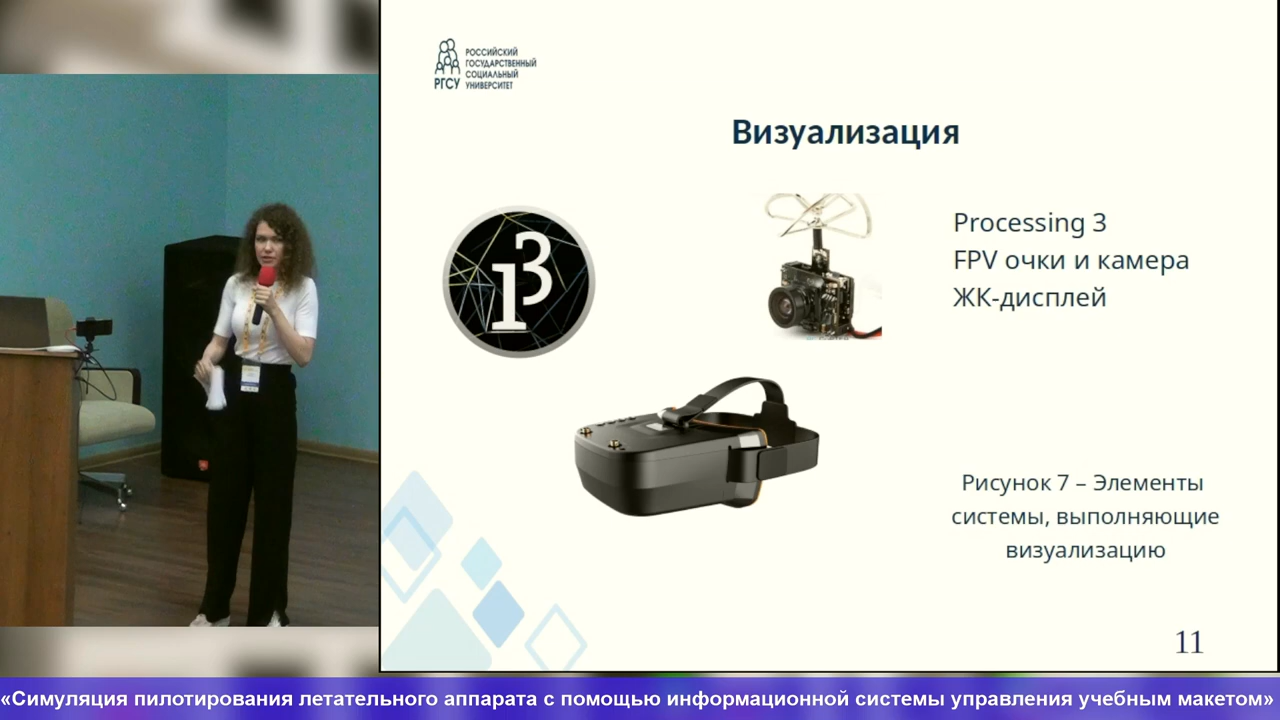 РОССИЙСКИЙ
ГОСУДАРСТВЕННЫЙ
СОЦИАЛЬНЫЙ
УНИВЕРСИТЕТ
РГСУ
Визуализация
13
Processing 3
FPV очки и камера
ЖК-дисплей
Рисунок 7 – Элементы
системы, выполняющие
визуализацию
11
«Симуляция пилотирования летательного аппарата с помощью информационной системы управления учебным макетом»